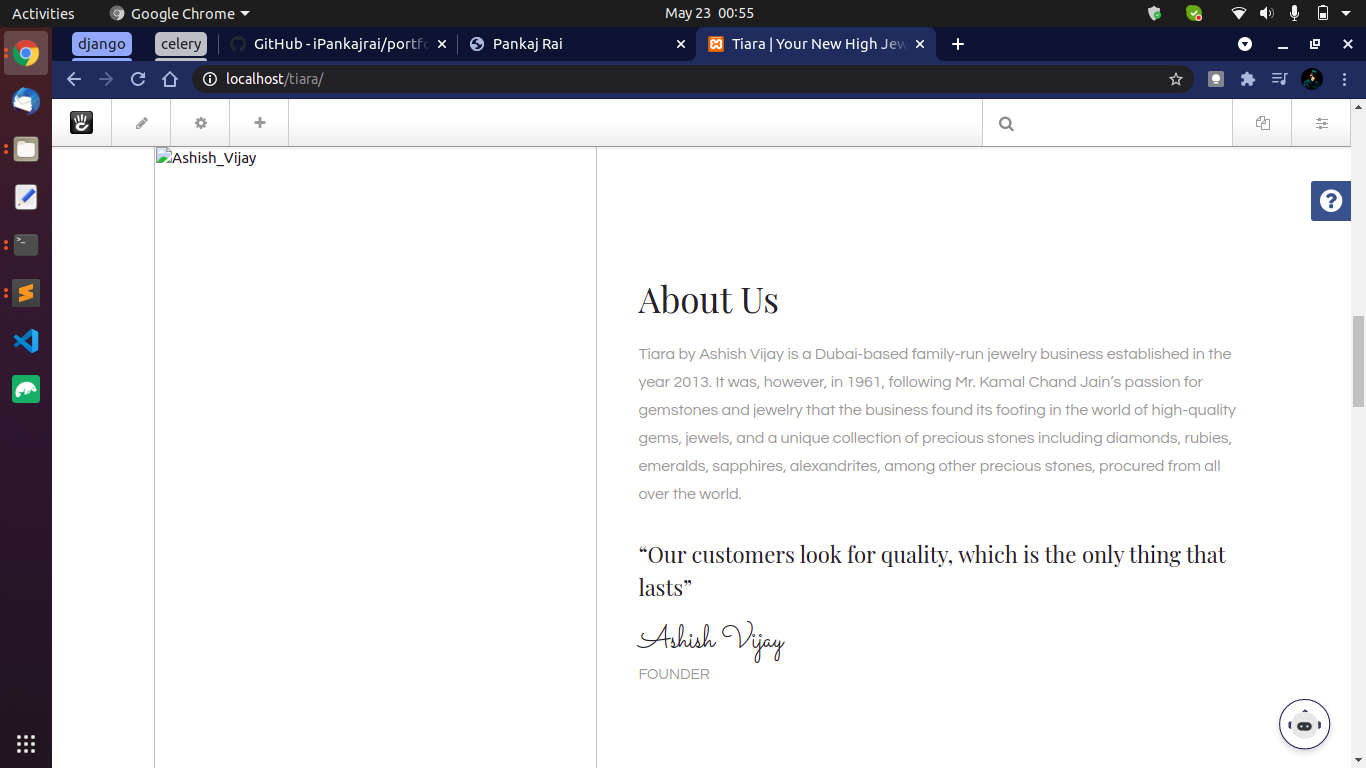 Activities
Google Chrome
May 23 00:55
django
celery
GitHub - iPankajrai/portfo
Pankaj Rai
Tiara | Your New High Jew
localhost/tiara/
Ashish_Vijay
About Us
Tiara by Ashish Vijay is a Dubai-based family-run jewelry business established in the
year 2013. It was, however, in 1961, following Mr. Kamal Chand Jain’s passion for
gemstones and jewelry that the business found its footing in the world of high-quality
gems, jewels, and a unique collection of precious stones including diamonds, rubies,
emeralds, sapphires, alexandrites, among other precious stones, procured from all
over the world.
“Our customers look for quality, which is the only thing that
lasts”
Ashish Vijay
FOUNDER